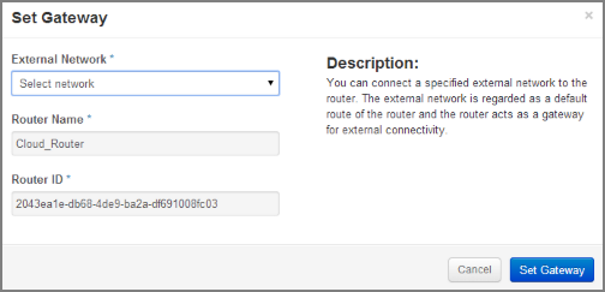 Set Gateway
×
External Network *
Select network
Router Name *
Cloud_Router
Router ID *
2043ea1e-db68-4de9-ba2a-df691008fc03
Description:
You can connect a specified external network to the
router. The external network is regarded as a default
route of the router and the router acts as a gateway
for external connectivity.
Cancel
Set Gateway